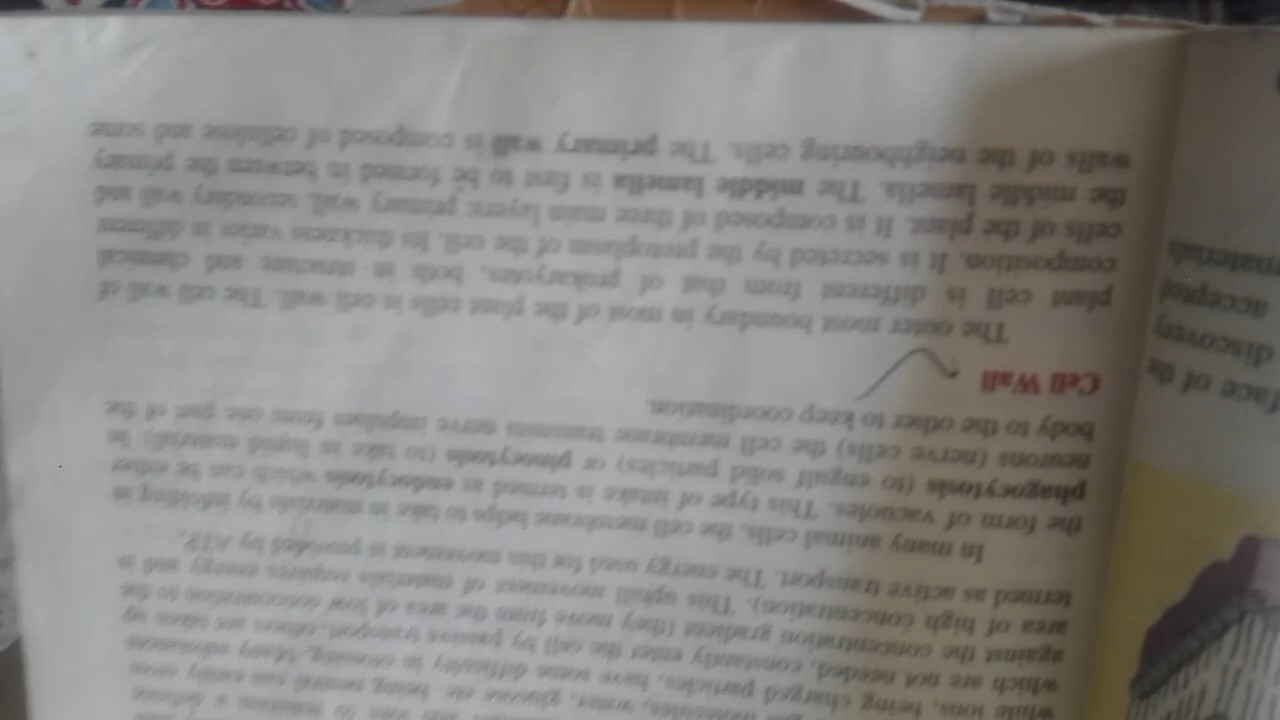 while ions, being charged particles, have some difficulty in crossing. Many substances
which are not needed, constantly enter the cell by passive transport, others are taken up
against the concentration gradient (they move from the area of low concentration to the
area of high concentration). This uphill movement of materials requires energy and is
termed as active transport. The energy used for this movement is provided by ATP.
In many animal cells, the cell membrane helps to take in materials by infolding in
the form of vacuoles. This type of intake is termed as endocytosis which can be either
phagocytosis (to engulf solid particles) or pinocytosis (to take in liquid material). In
neurons (nerve cells) the cell membrane transmits nerve impulses from one part of the
body to the other to keep coordination.
Cell Wall
The outer most boundary in most of the plant cells is cell wall. The cell wall of
plant cell is different from that of prokaryotes, both in structure and chemical
composition. It is secreted by the protoplasm of the cell. Its thickness varies in different
cells of the plant. It is composed of three main layers: primary wall, secondary wall and
the middle lamella. The middle lamella is first to be formed in between the primary
walls of the neighbouring cells. The primary wall is composed of cellulose and some
face of the
discovery
accepted
materials